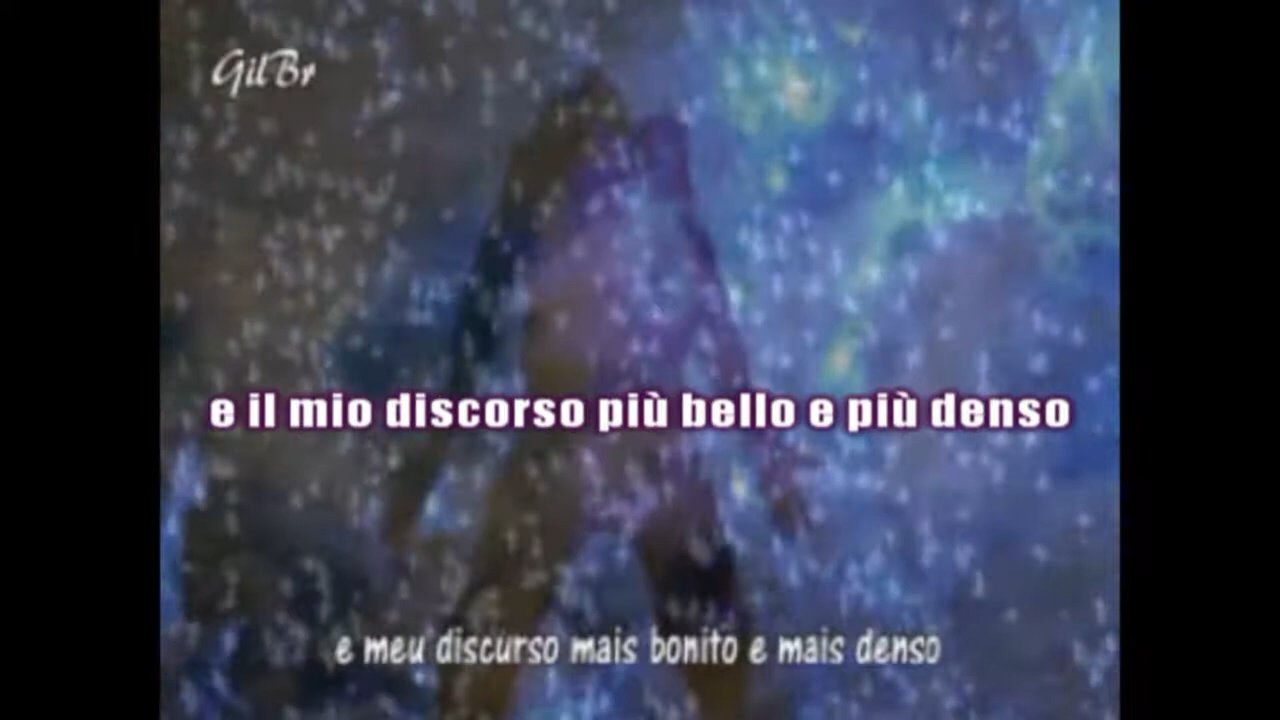 GilBr
e il mio discorso più bello e più denso
e meu discurso mais bonito e mais denso